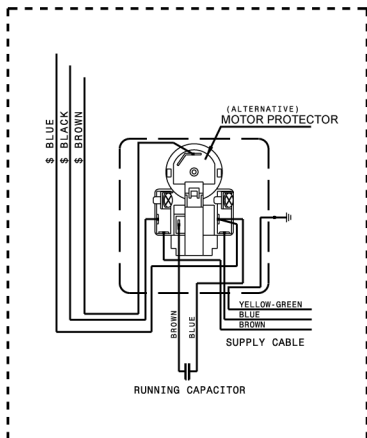 (ALTERNATIVE)
MOTOR PROTECTOR
$ BLUE
$ BLACK
$ BROWN
YELLOW-GREEN
BLUE
BROWN
SUPPLY CABLE
BROWN
BLUE
RUNNING CAPACITOR